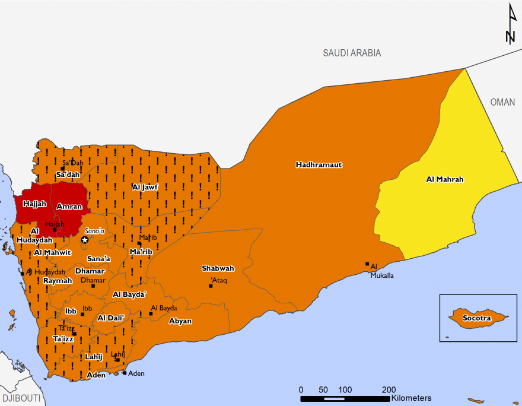 N
SAUDI ARABIA
OMAN
Sa'Dah
Sa'dah
Hadhramaut
Al Mahrah
Al Jawf
Hajjah
Amran
Hajjah
Al
Hudaydah
Sana'a
Ma'rib
Al Mahwit
Ma'rib
Sana'a
Shabwah
Al
Mukalla
Al Hudaydah
Dhamar
Raymah
Dhamar
'Ataq
Al Bayda'
Ibb
Ibb
Al Bayda
Al Dali'
Abyan
Socotra
Ta'izz
Ta'izz
Lahij
Lahij
Aden
Aden
DJIBOUTI
0 50 100 200
Kilometers